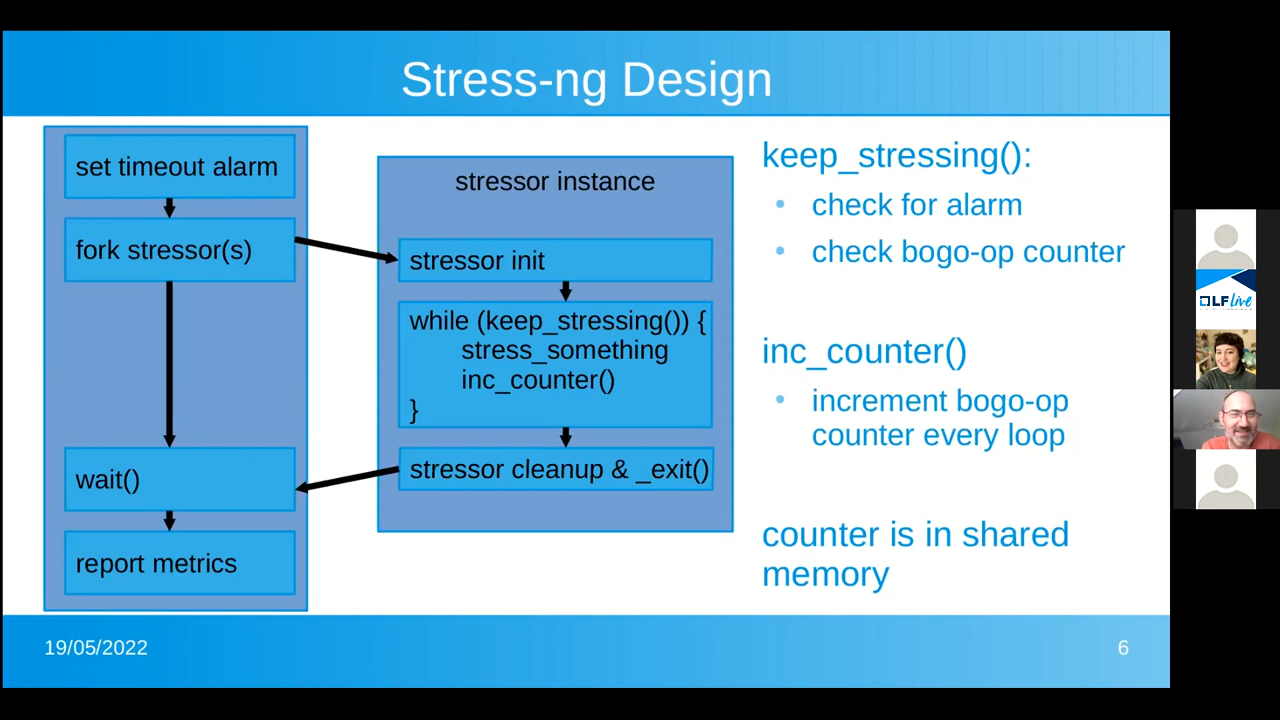 Stress-ng Design
set timeout alarm
fork stressor(s)
wait()
report metrics
stressor instance
stressor init
while (keep_stressing()) {
stress_something
inc_counter()
}
stressor cleanup & _exit()
keep_stressing():
• check for alarm
• check bogo-op counter
inc_counter()
• increment bogo-op
counter every loop
counter is in shared
memory
19/05/2022
6
LF live